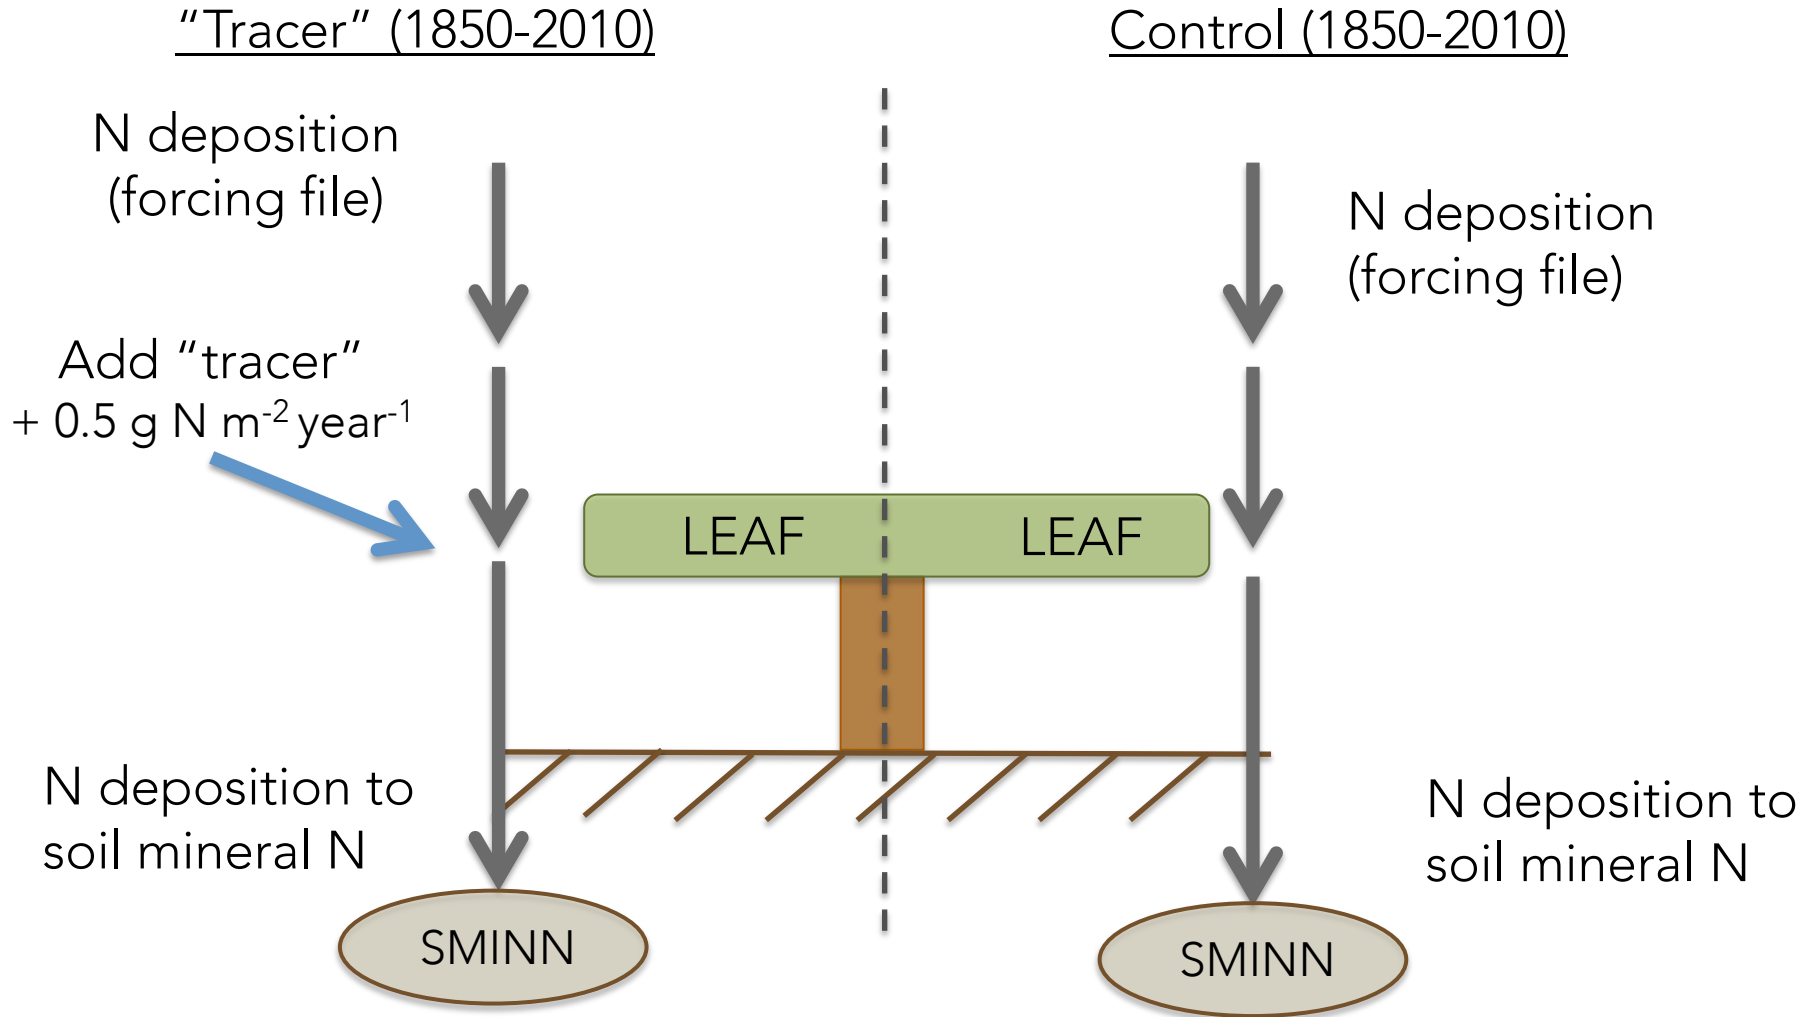 “Tracer” (1850-2010)
N deposition
(forcing file)
Add “tracer”
+ 0.5 g N m⁻² year⁻¹
LEAF
N deposition to
soil mineral N
SMINN
Control (1850-2010)
N deposition
(forcing file)
LEAF
N deposition to
soil mineral N
SMINN